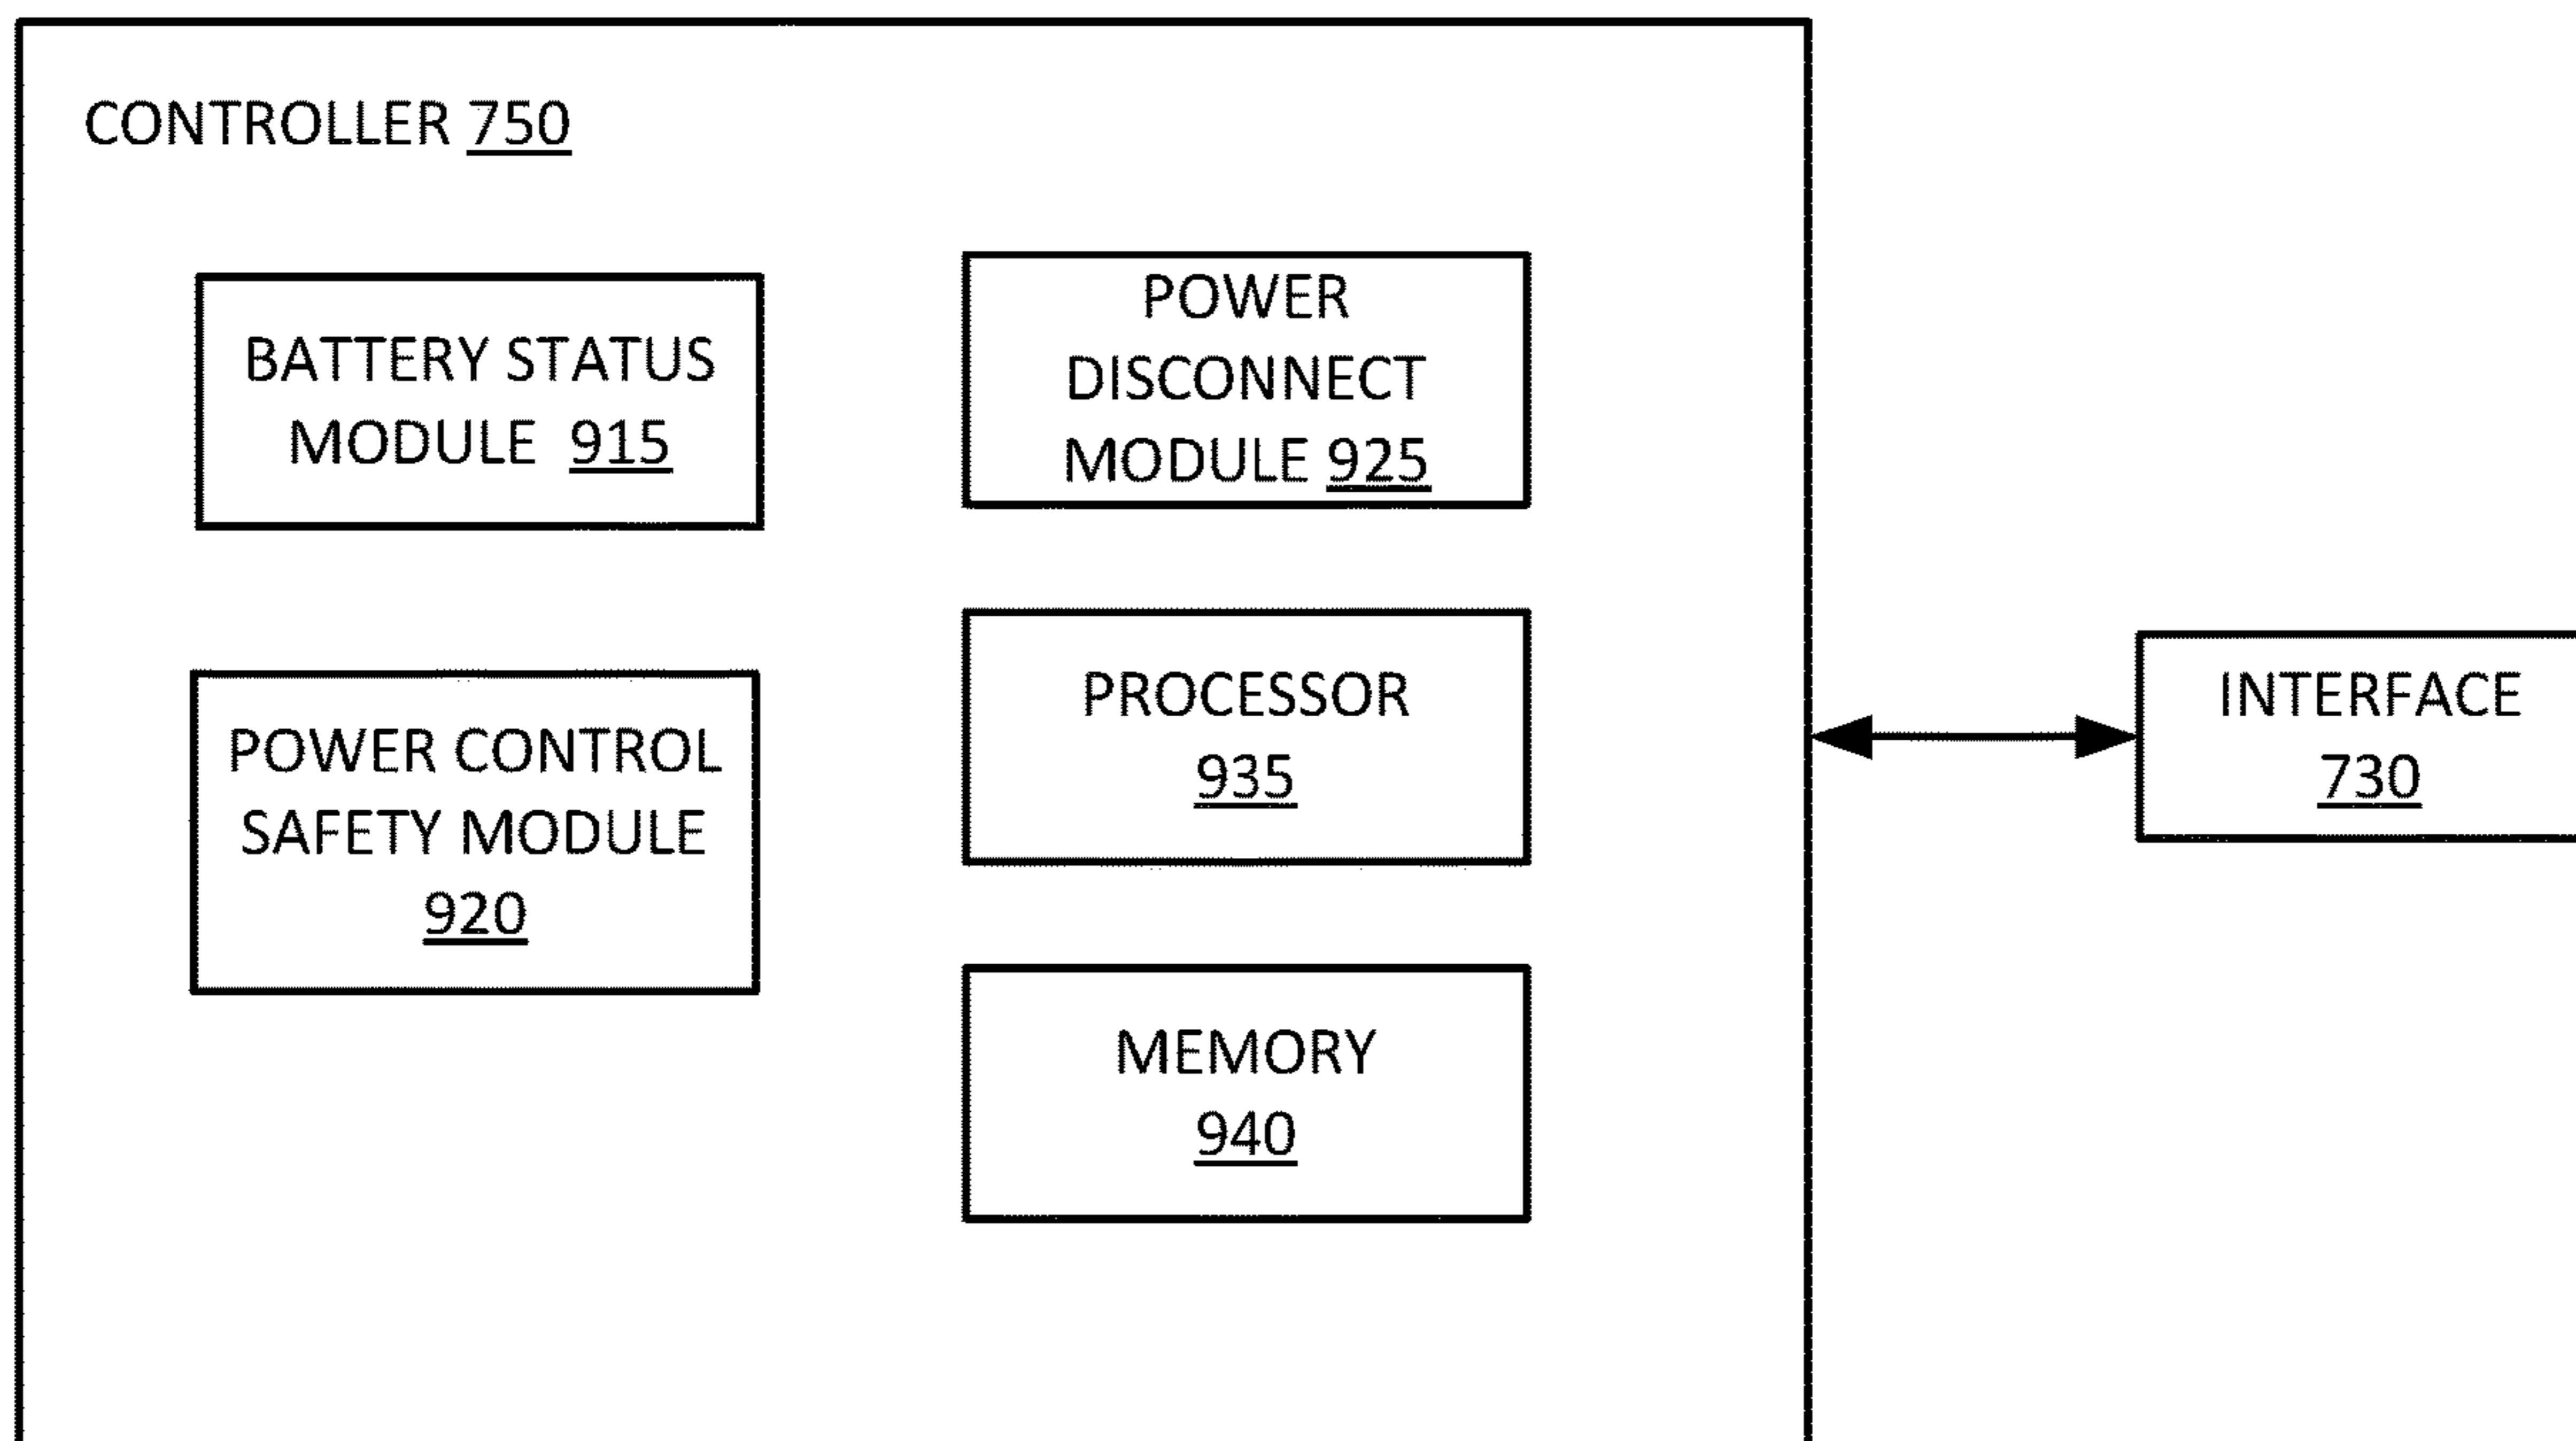 CONTROLLER 750
BATTERY STATUS
MODULE 915
POWER
DISCONNECT
MODULE 925
POWER CONTROL
SAFETY MODULE
920
PROCESSOR
935
MEMORY
940
INTERFACE
730